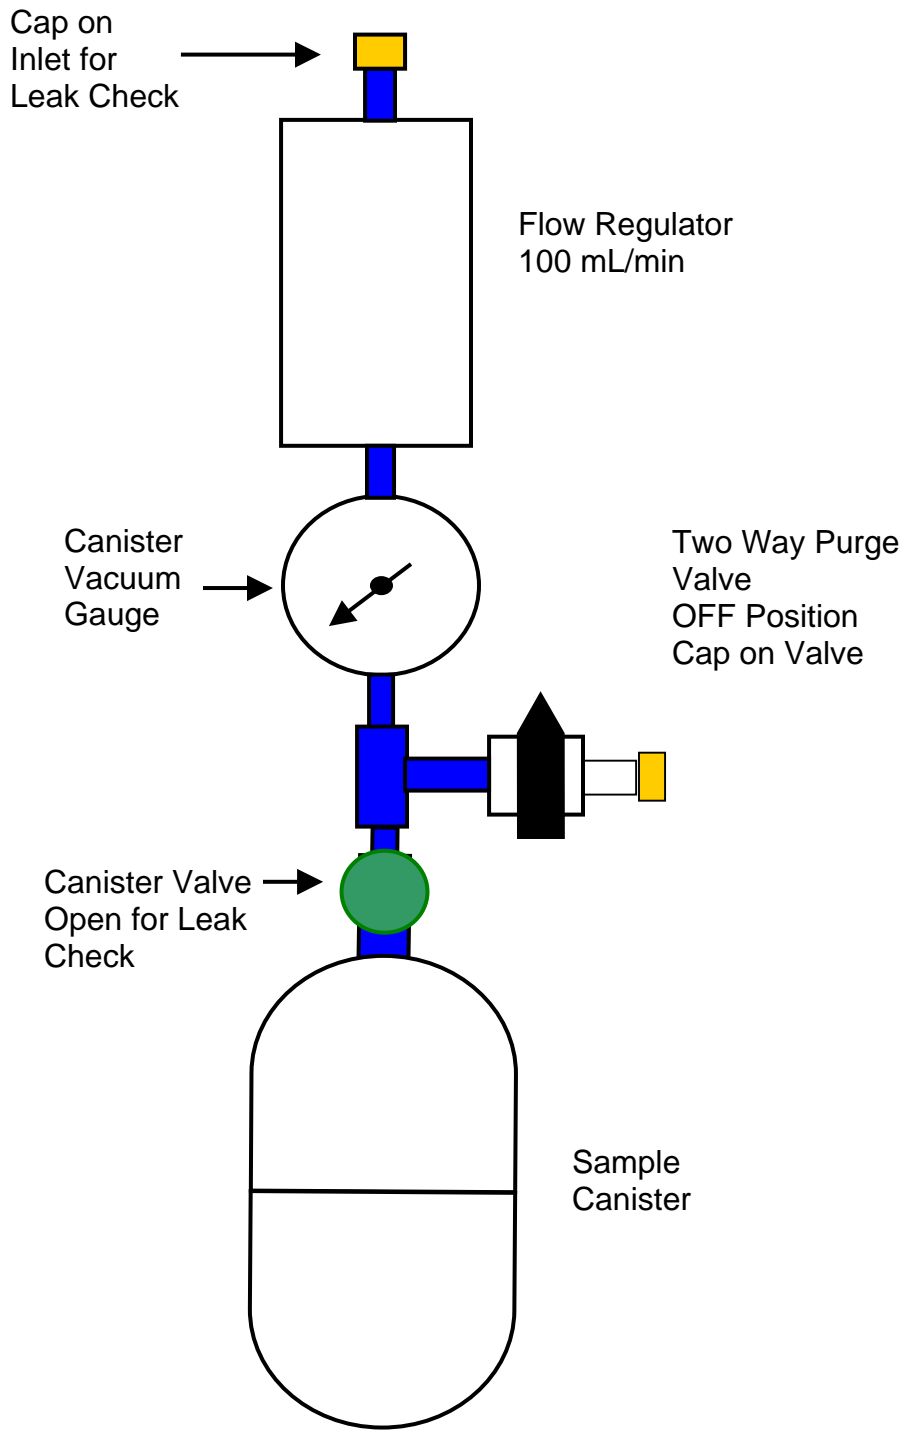 Cap on
Inlet for
Leak Check
Flow Regulator
100 mL/min
Canister
Vacuum
Gauge
Two Way Purge
Valve
OFF Position
Cap on Valve
Canister Valve
Open for Leak
Check
Sample
Canister